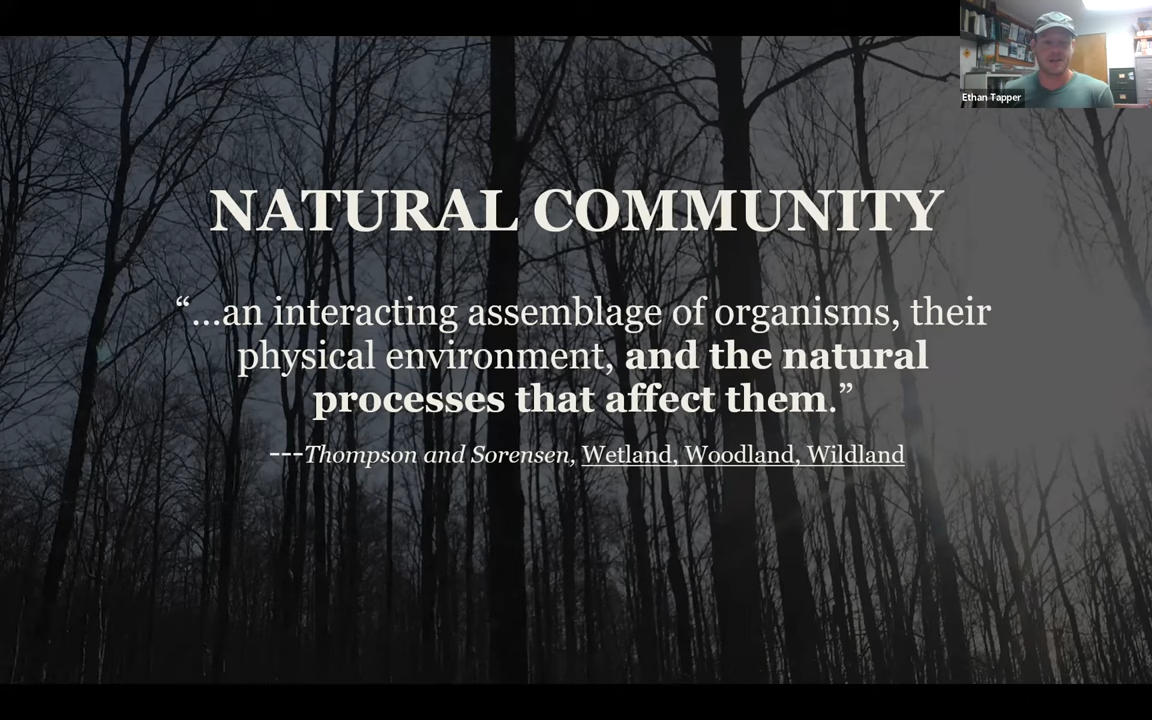 Ethan Tapper
NATURAL COMMUNITY
“...an interacting assemblage of organisms, their
physical environment, and the natural
processes that affect them.”
---Thompson and Sorensen, Wetland, Woodland, Wildland